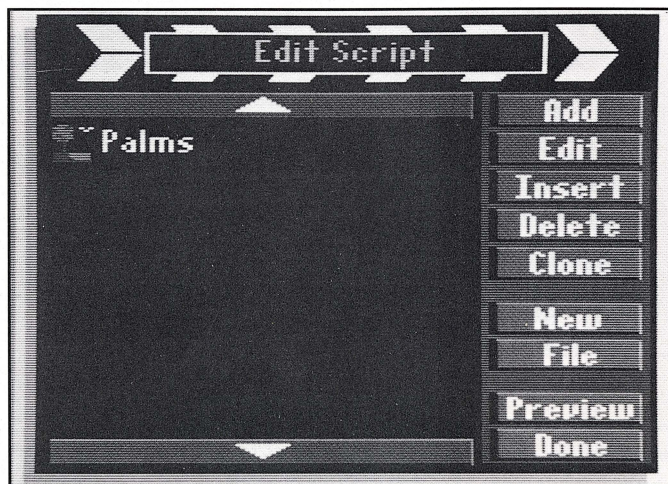 Edit Script
Palms
Add
Edit
Insert
Delete
Clone
New
File
Preview
Done